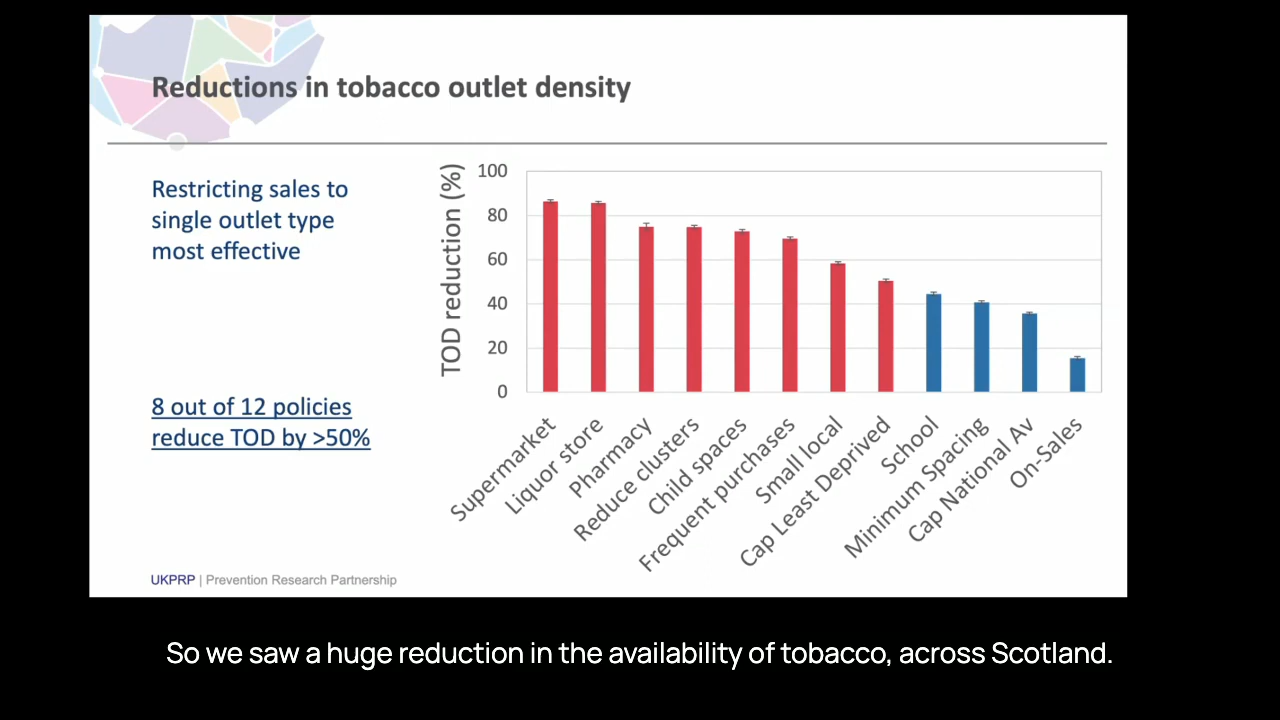 Reductions in tobacco outlet density
Restricting sales to
single outlet type
most effective
8 out of 12 policies
reduce TOD by >50%
TOD reduction (%)
100
80
60
40
20
0
Supermarket
Liquor store
Pharmacy
Reduce clusters
Child spaces
Frequent purchases
Small local
Cap Least Deprived
School
Minimum Spacing
Cap National Av
On-Sales
UKPRP | Prevention Research Partnership
So we saw a huge reduction in the availability of tobacco, across Scotland.